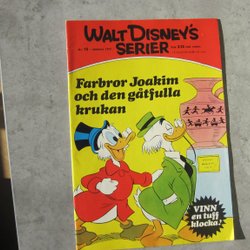 WALT DISNEY'S
SERIER
Farbror Joakim
och den gåtfulla
krukan
VINN
en tuff
klocka!